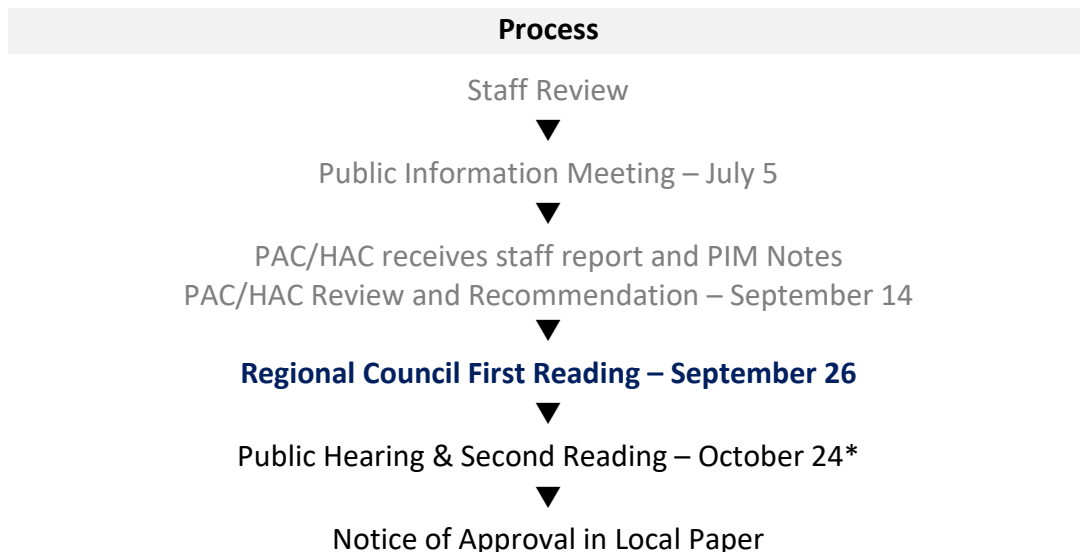 Process
Staff Review
Public Information Meeting – July 5
PAC/HAC receives staff report and PIM Notes
PAC/HAC Review and Recommendation – September 14
Regional Council First Reading – September 26
Public Hearing & Second Reading – October 24*
Notice of Approval in Local Paper